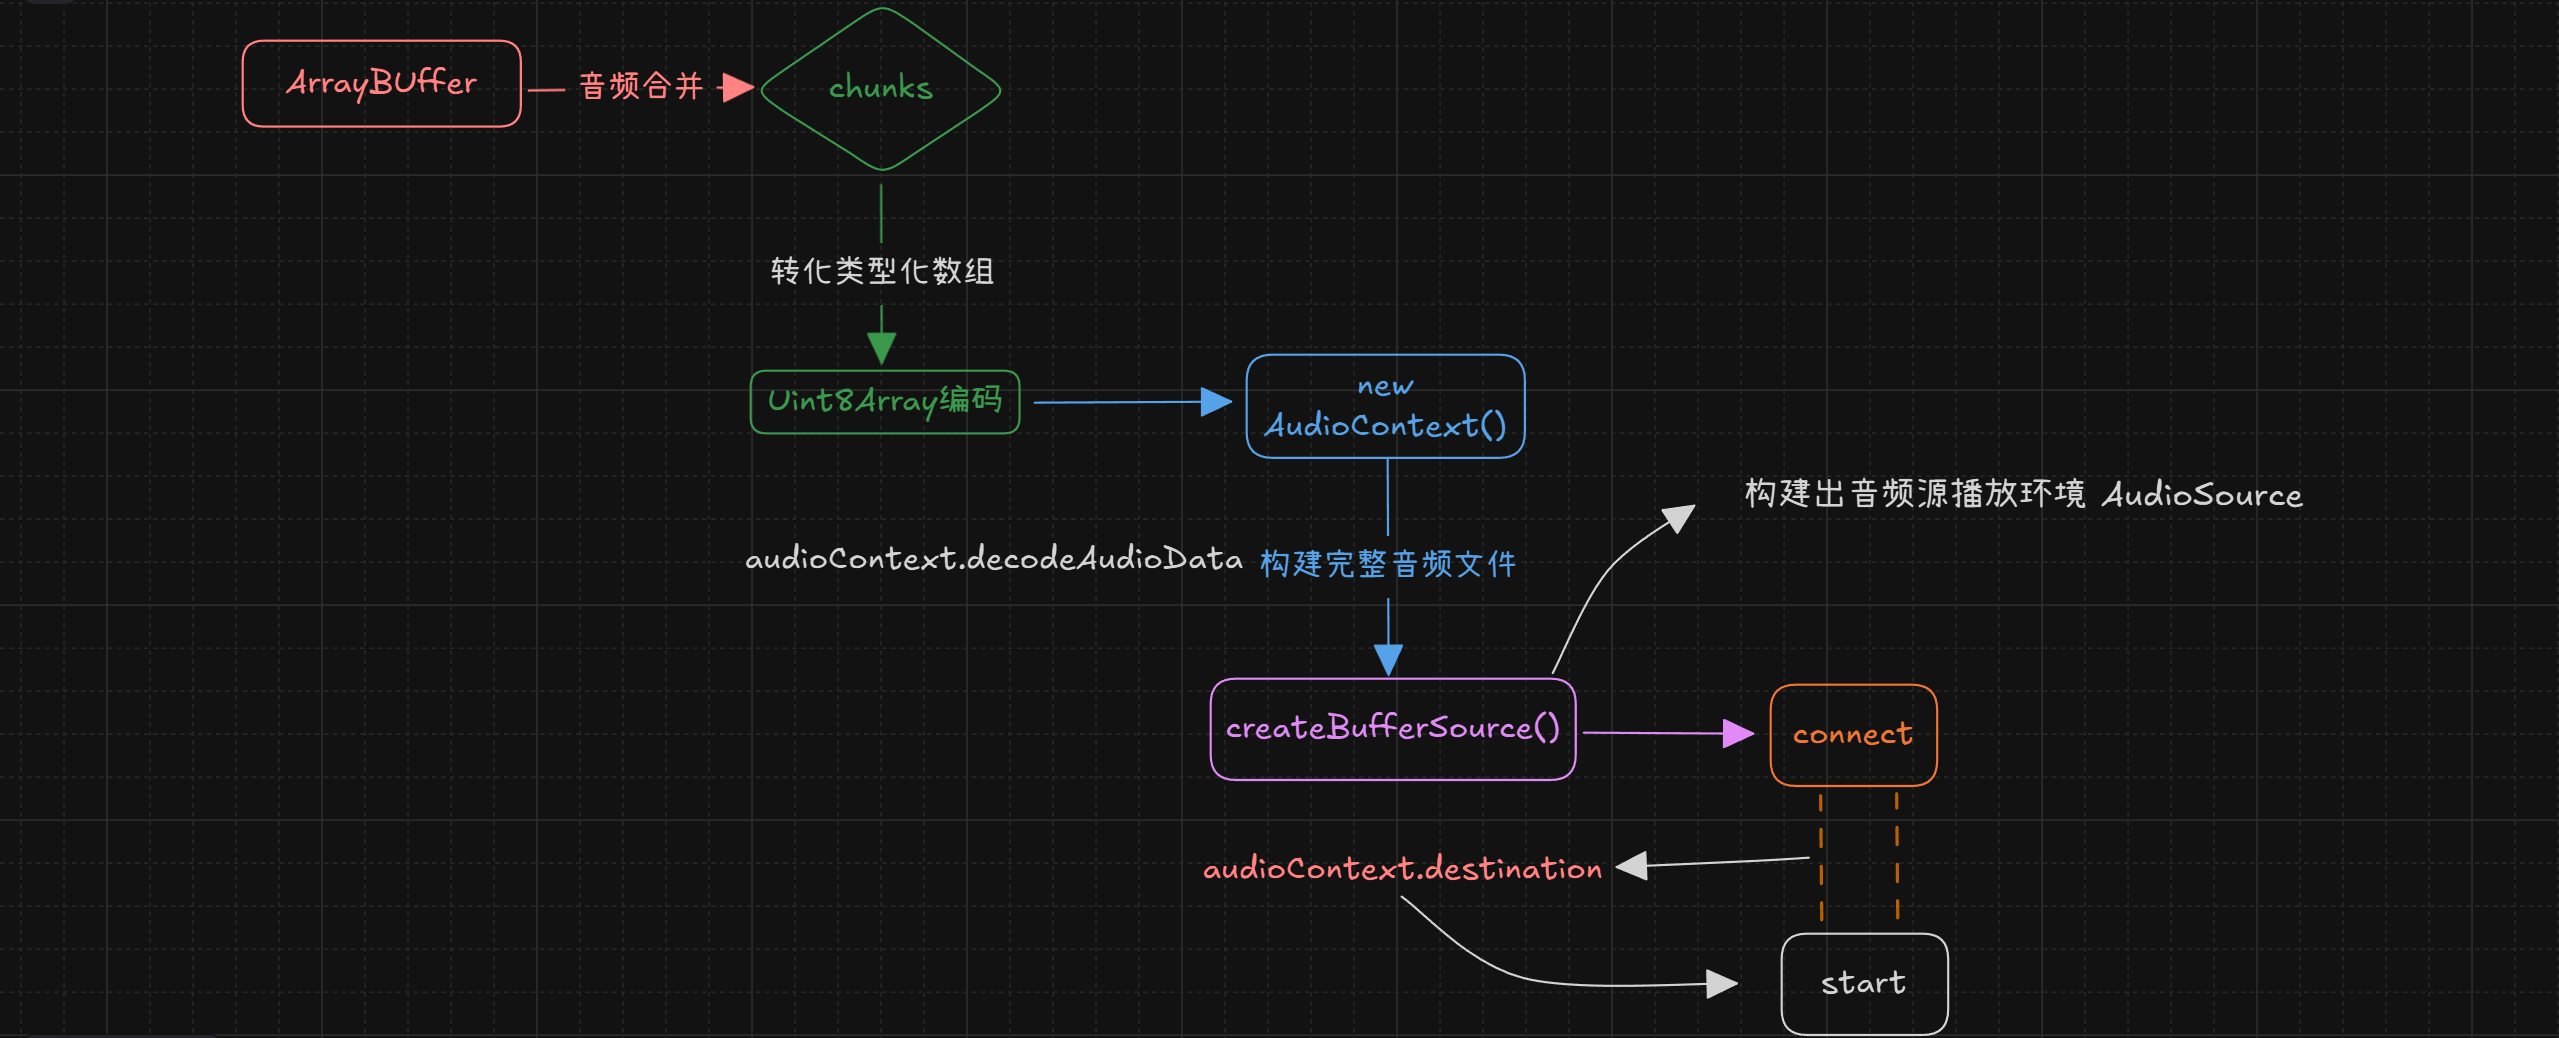 ArrayBUffer
音频合并
chunks
转化类型化数组
Uint8Array编码
new
AudioContext()
构建出音频源播放环境 AudioSource
audioContext.decodeAudioData
构建完整音频文件
createBufferSource()
connect
audioContext.destination
start